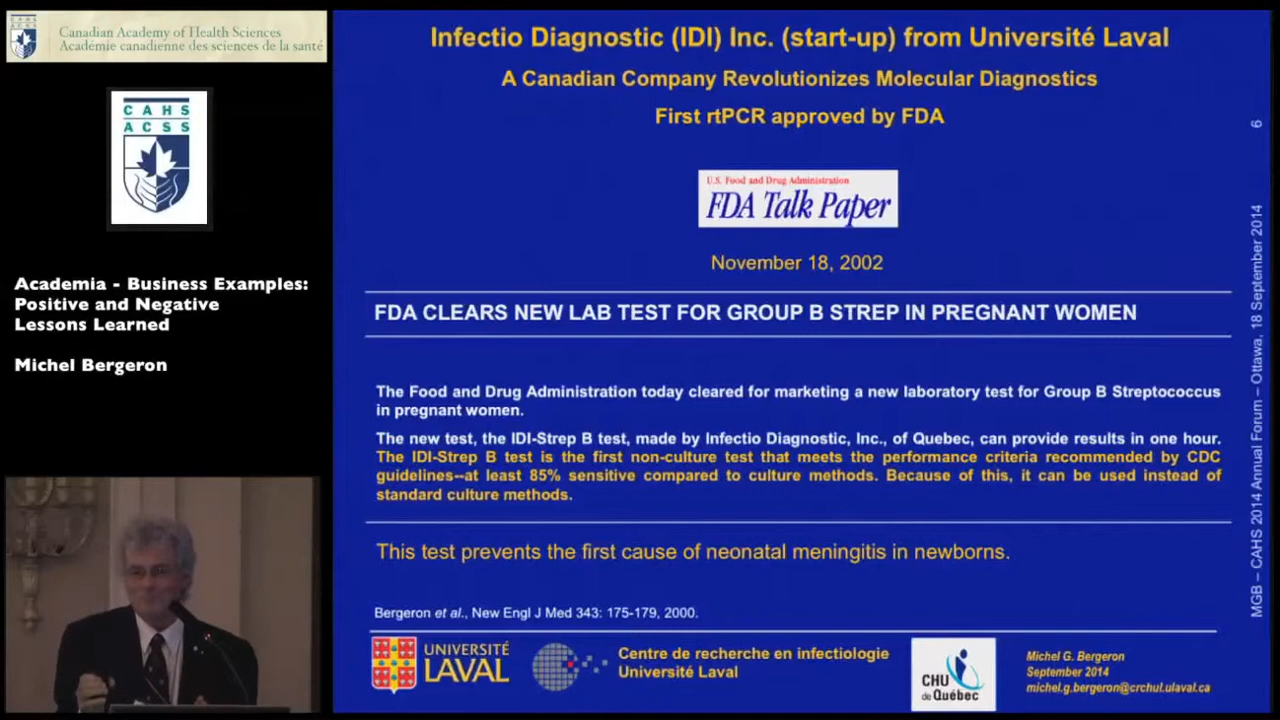 Canadian Academy of Health Sciences
Académie canadienne des sciences de la santé
CAHS
ACSS
Academia - Business Examples:
Positive and Negative
Lessons Learned
Michel Bergeron
Infectio Diagnostic (IDI) Inc. (start-up) from Université Laval
A Canadian Company Revolutionizes Molecular Diagnostics
First rtPCR approved by FDA
U.S. Food and Drug Administration
FDA Talk Paper
November 18, 2002
FDA CLEARS NEW LAB TEST FOR GROUP B STREP IN PREGNANT WOMEN
The Food and Drug Administration today cleared for marketing a new laboratory test for Group B Streptococcus
in pregnant women.
The new test, the IDI-Strep B test, made by Infectio Diagnostic, Inc., of Quebec, can provide results in one hour.
The IDI-Strep B test is the first non-culture test that meets the performance criteria recommended by CDC
guidelines--at least 85% sensitive compared to culture methods. Because of this, it can be used instead of
standard culture methods.
This test prevents the first cause of neonatal meningitis in newborns.
Bergeron et al., New Engl J Med 343: 175-179, 2000.
UNIVERSITÉ
LAVAL
Centre de recherche en infectiologie
Université Laval
CHU
de Québec
Michel G. Bergeron
September 2014
michel.g.bergeron@crchul.ulaval.ca
MGB – CAHS 2014 Annual Forum – Ottawa, 18 September 2014
6